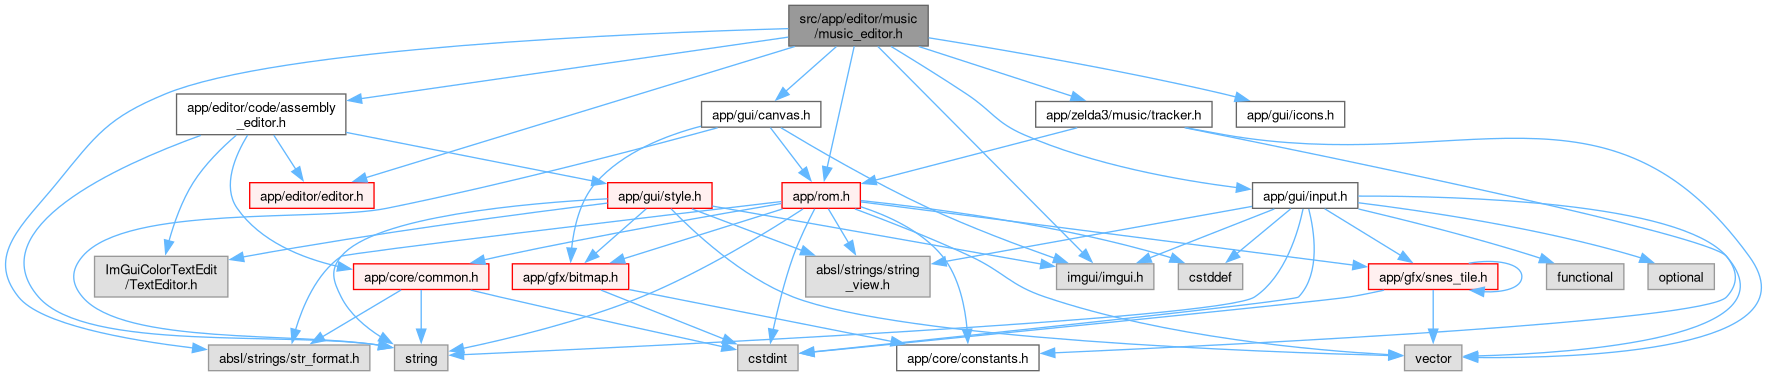 src/app/editor/music
/music_editor.h
app/editor/code/assembly
_editor.h
app/gui/canvas.h
app/zelda3/music/tracker.h
app/gui/icons.h
app/editor/editor.h
app/gui/style.h
app/rom.h
app/gui/input.h
ImGuiColorTextEdit
/TextEditor.h
app/core/common.h
app/gfx/bitmap.h
absl/strings/string
_view.h
imgui/imgui.h
cstddef
app/gfx/snes_tile.h
functional
optional
absl/strings/str_format.h
string
cstdint
app/core/constants.h
vector